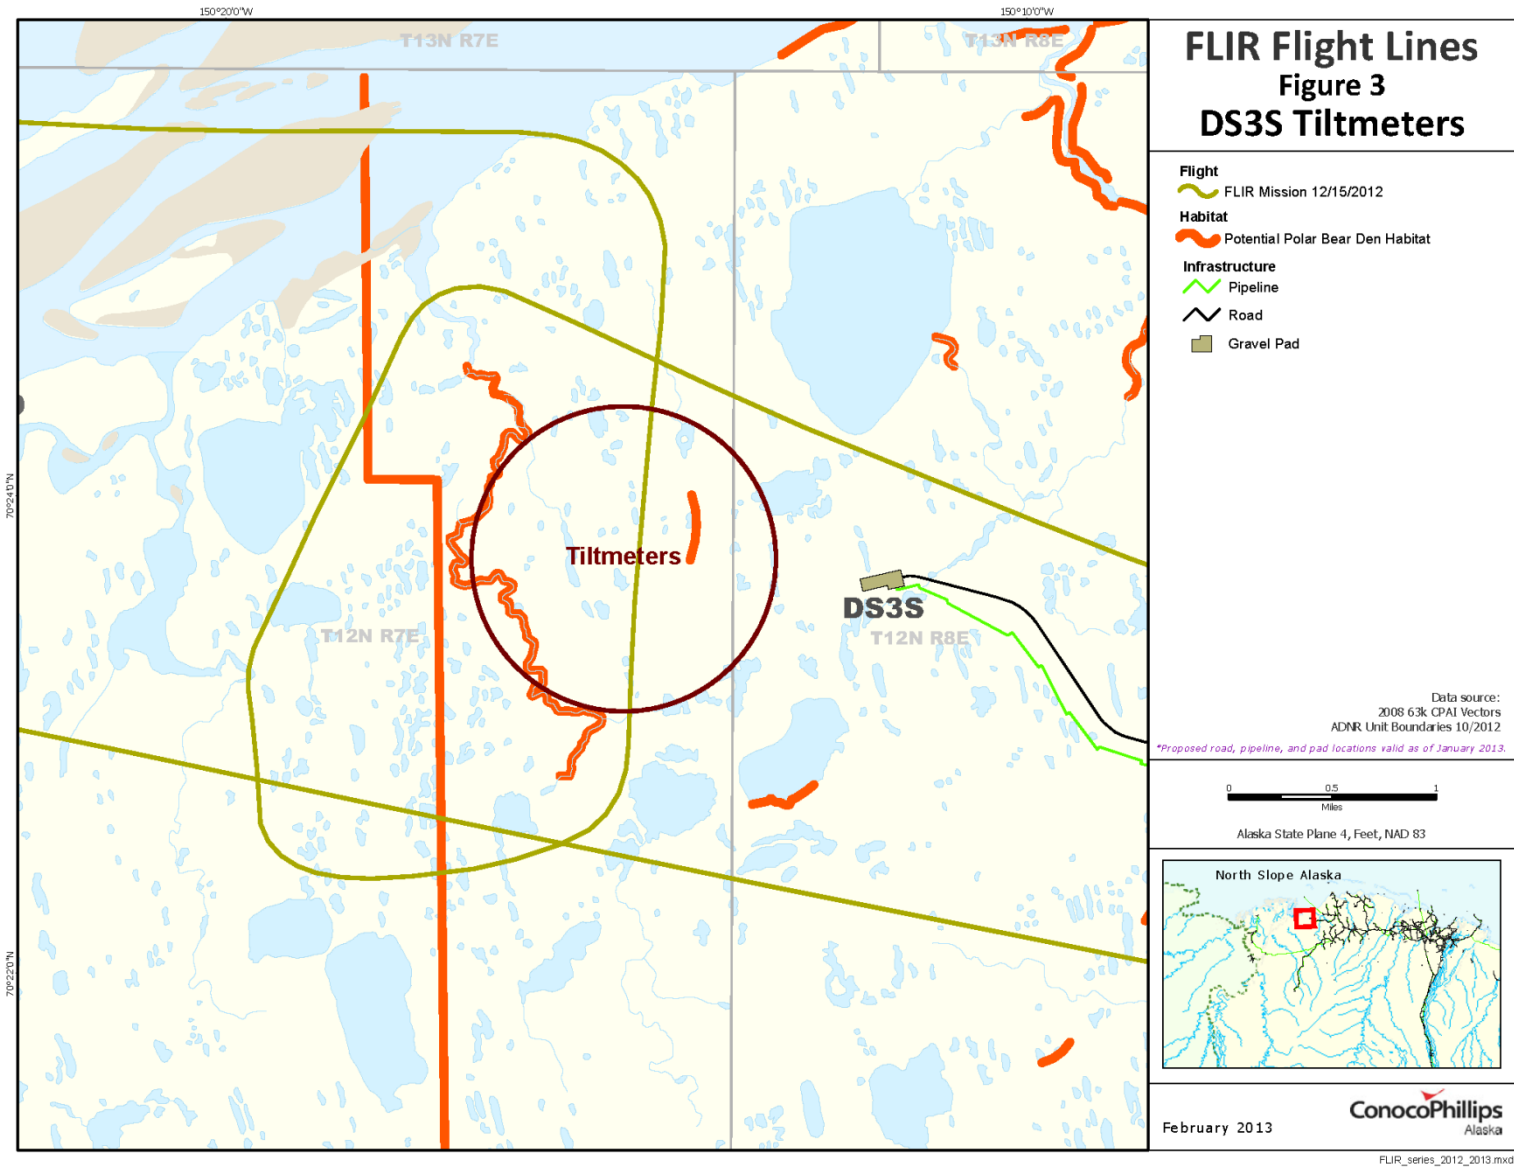 150°20'0"W
150°10'0"W
T13N R7E
T13N R8E
70°24'0"N
Tiltmeters
DS3S
T12N R7E
T12N R8E
70°22'0"N
FLIR Flight Lines
Figure 3
DS3S Tiltmeters
Flight
FLIR Mission 12/15/2012
Habitat
Potential Polar Bear Den Habitat
Infrastructure
Pipeline
Road
Gravel Pad
Data source:
2008 63k CPAI Vectors
ADNR Unit Boundaries 10/2012
*Proposed road, pipeline, and pad locations valid as of January 2013.
0 0.5 1
Miles
Alaska State Plane 4, Feet, NAD 83
North Slope Alaska
February 2013
ConocoPhillips
Alaska
FLIR_series_2012_2013.mxd